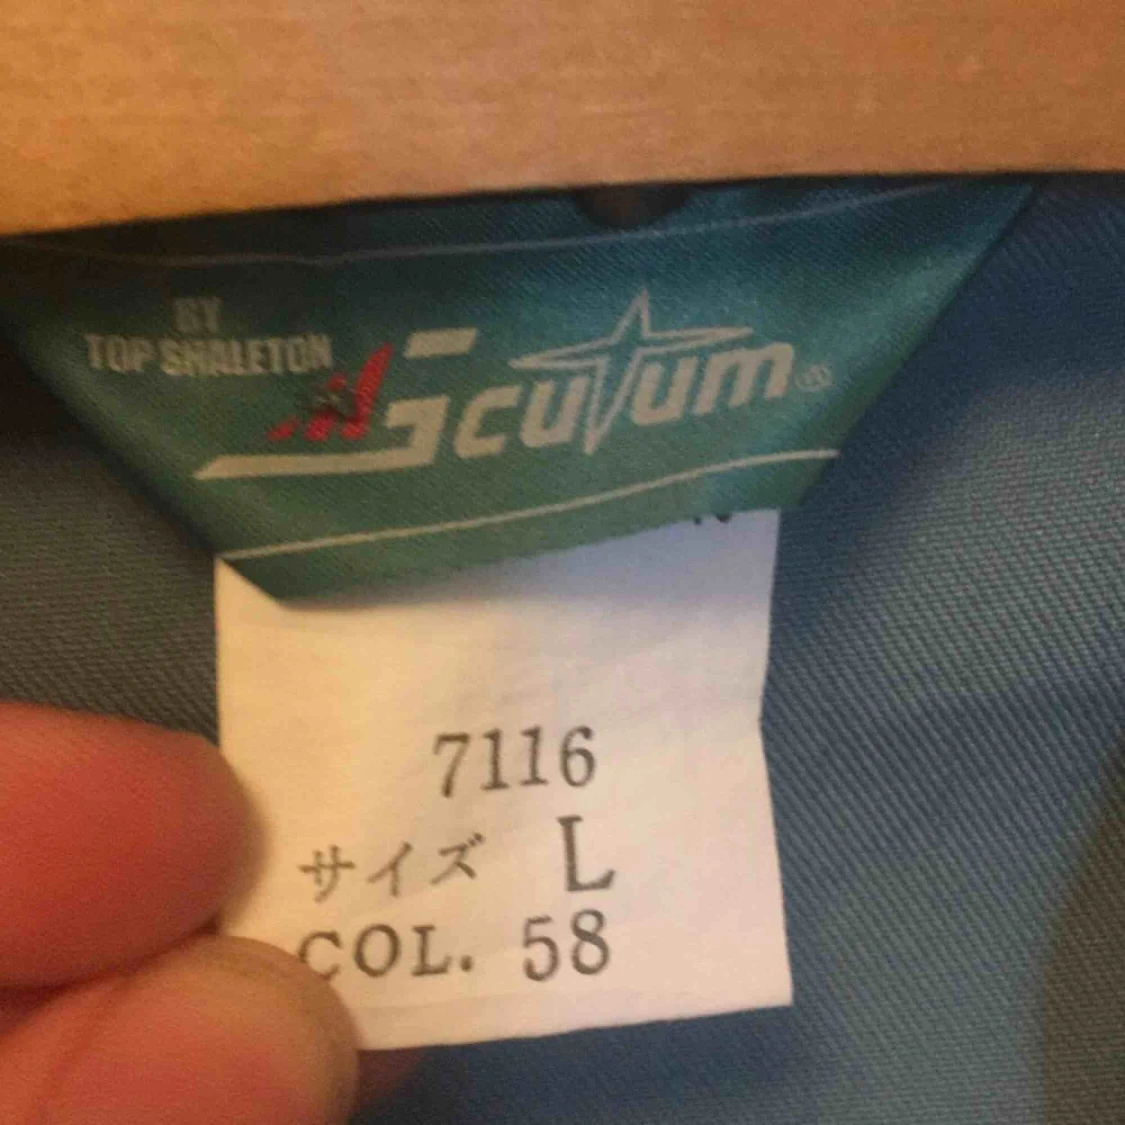 BY
TOP SHALETON
Scutum®
7116
サイズ L
COL. 58